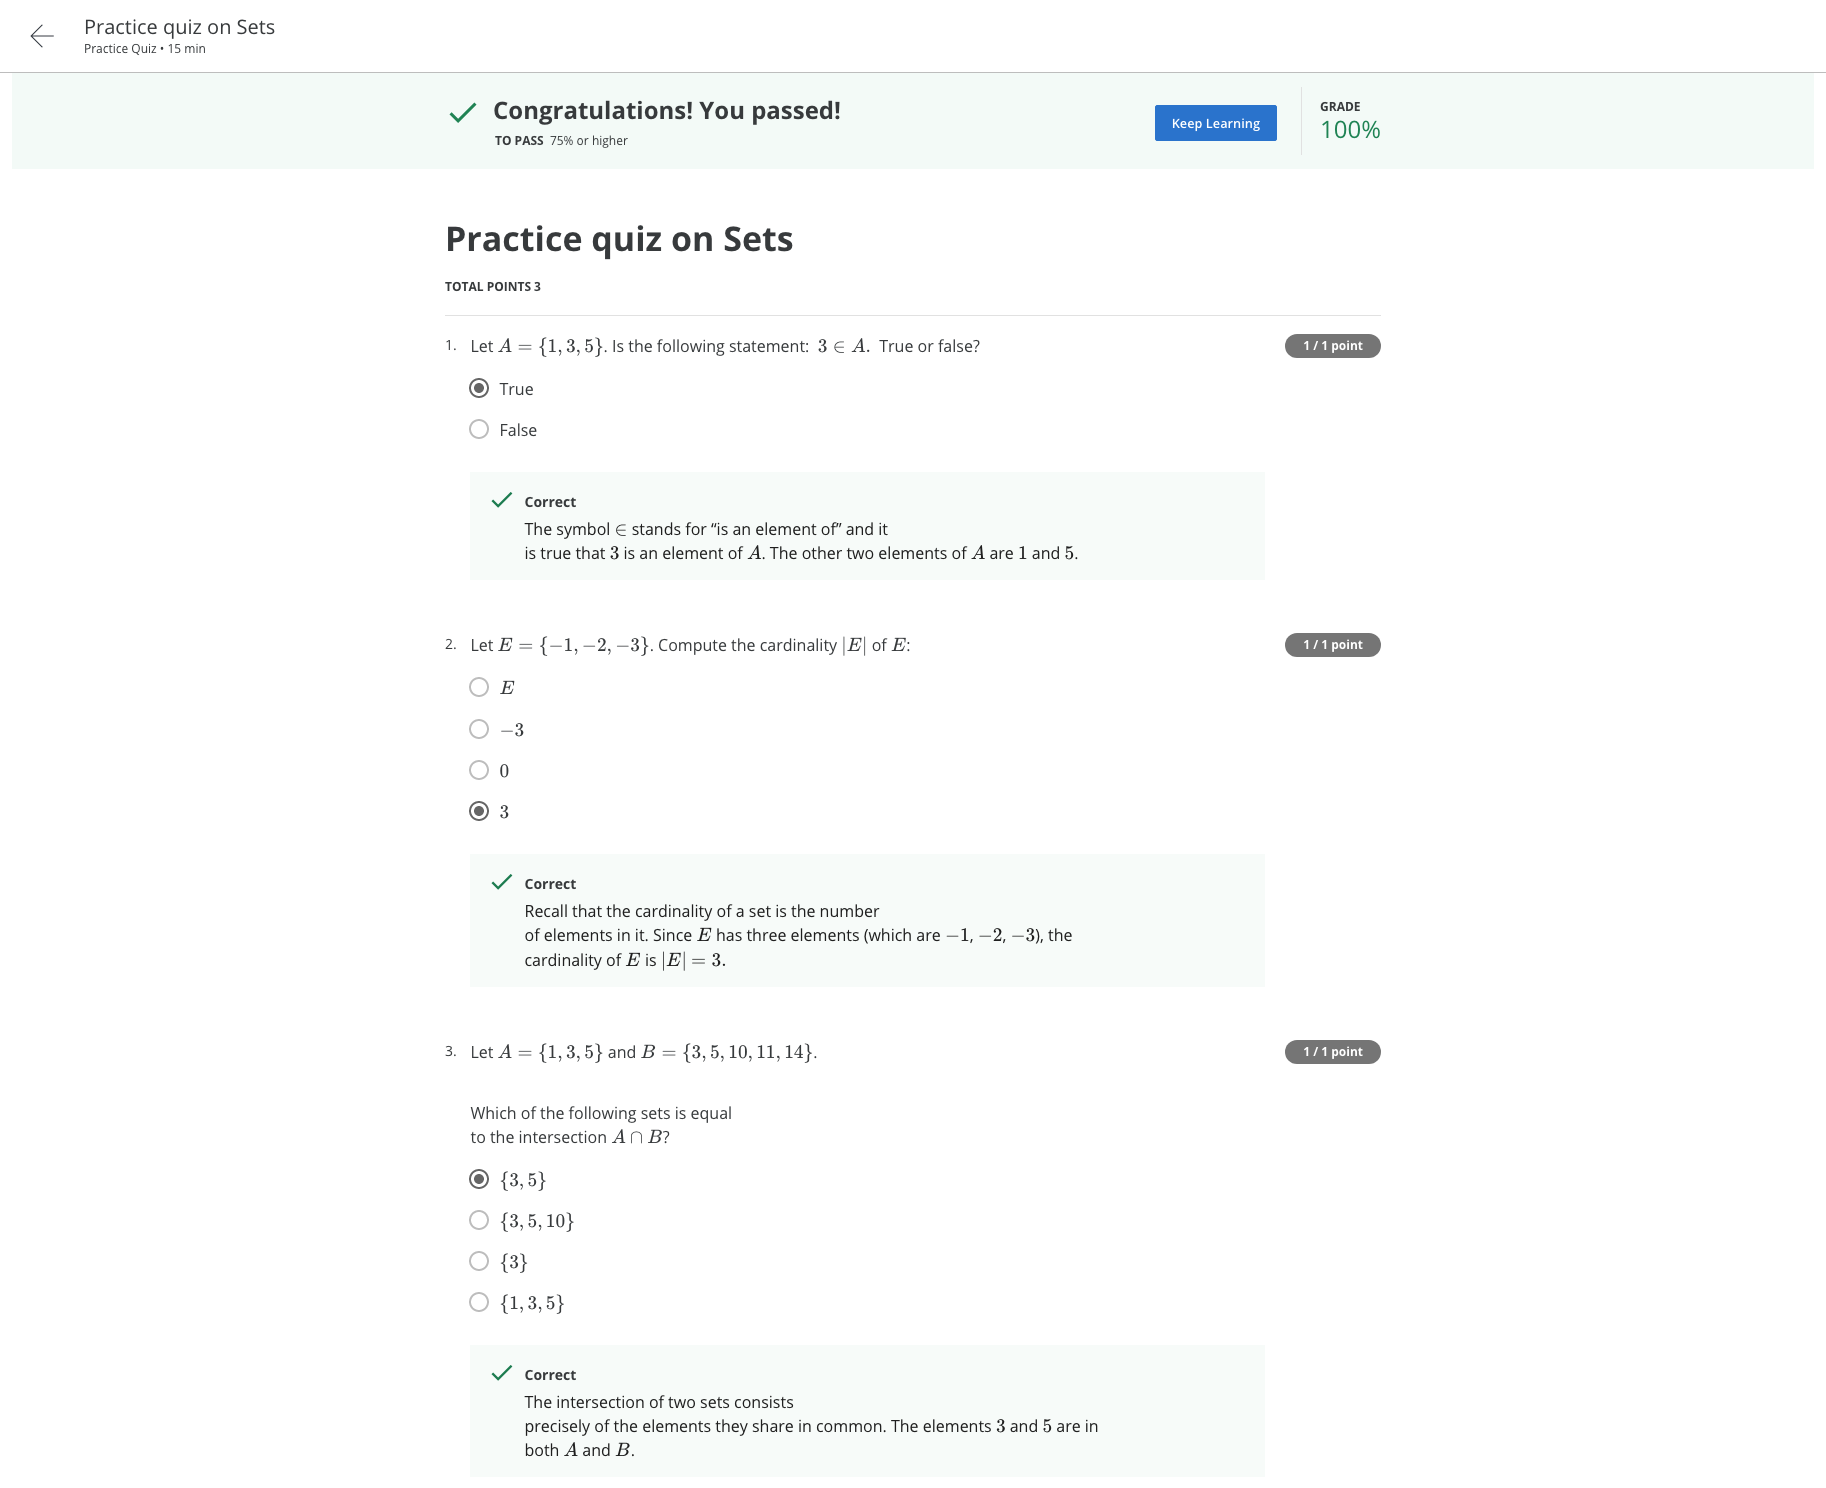 Practice quiz on Sets
Practice Quiz • 15 min
Congratulations! You passed!
TO PASS 75% or higher
Keep Learning
GRADE
100%
Practice quiz on Sets
TOTAL POINTS 3
1. Let A = {1, 3, 5}. Is the following statement: 3 ∈ A. True or false?
1 / 1 point
True
False
Correct
The symbol ∈ stands for “is an element of” and it
is true that 3 is an element of A. The other two elements of A are 1 and 5.
2. Let E = {−1, −2, −3}. Compute the cardinality |E| of E:
1 / 1 point
E
−3
0
3
Correct
Recall that the cardinality of a set is the number
of elements in it. Since E has three elements (which are −1, −2, −3), the
cardinality of E is |E| = 3.
3. Let A = {1, 3, 5} and B = {3, 5, 10, 11, 14}.
1 / 1 point
Which of the following sets is equal
to the intersection A ∩ B?
{3, 5}
{3, 5, 10}
{3}
{1, 3, 5}
Correct
The intersection of two sets consists
precisely of the elements they share in common. The elements 3 and 5 are in
both A and B.